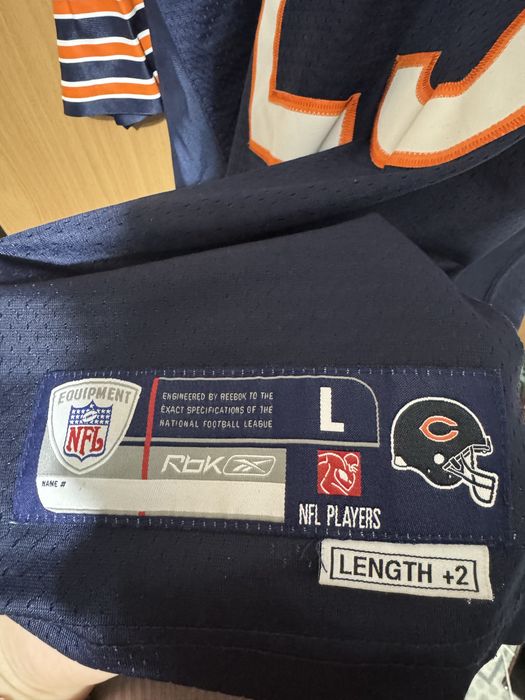 EQUIPMENT
NFL
ENGINEERED BY REEBOK TO THE
EXACT SPECIFICATIONS OF THE
NATIONAL FOOTBALL LEAGUE
L
RbK
NAME #
C
NFL PLAYERS
LENGTH +2